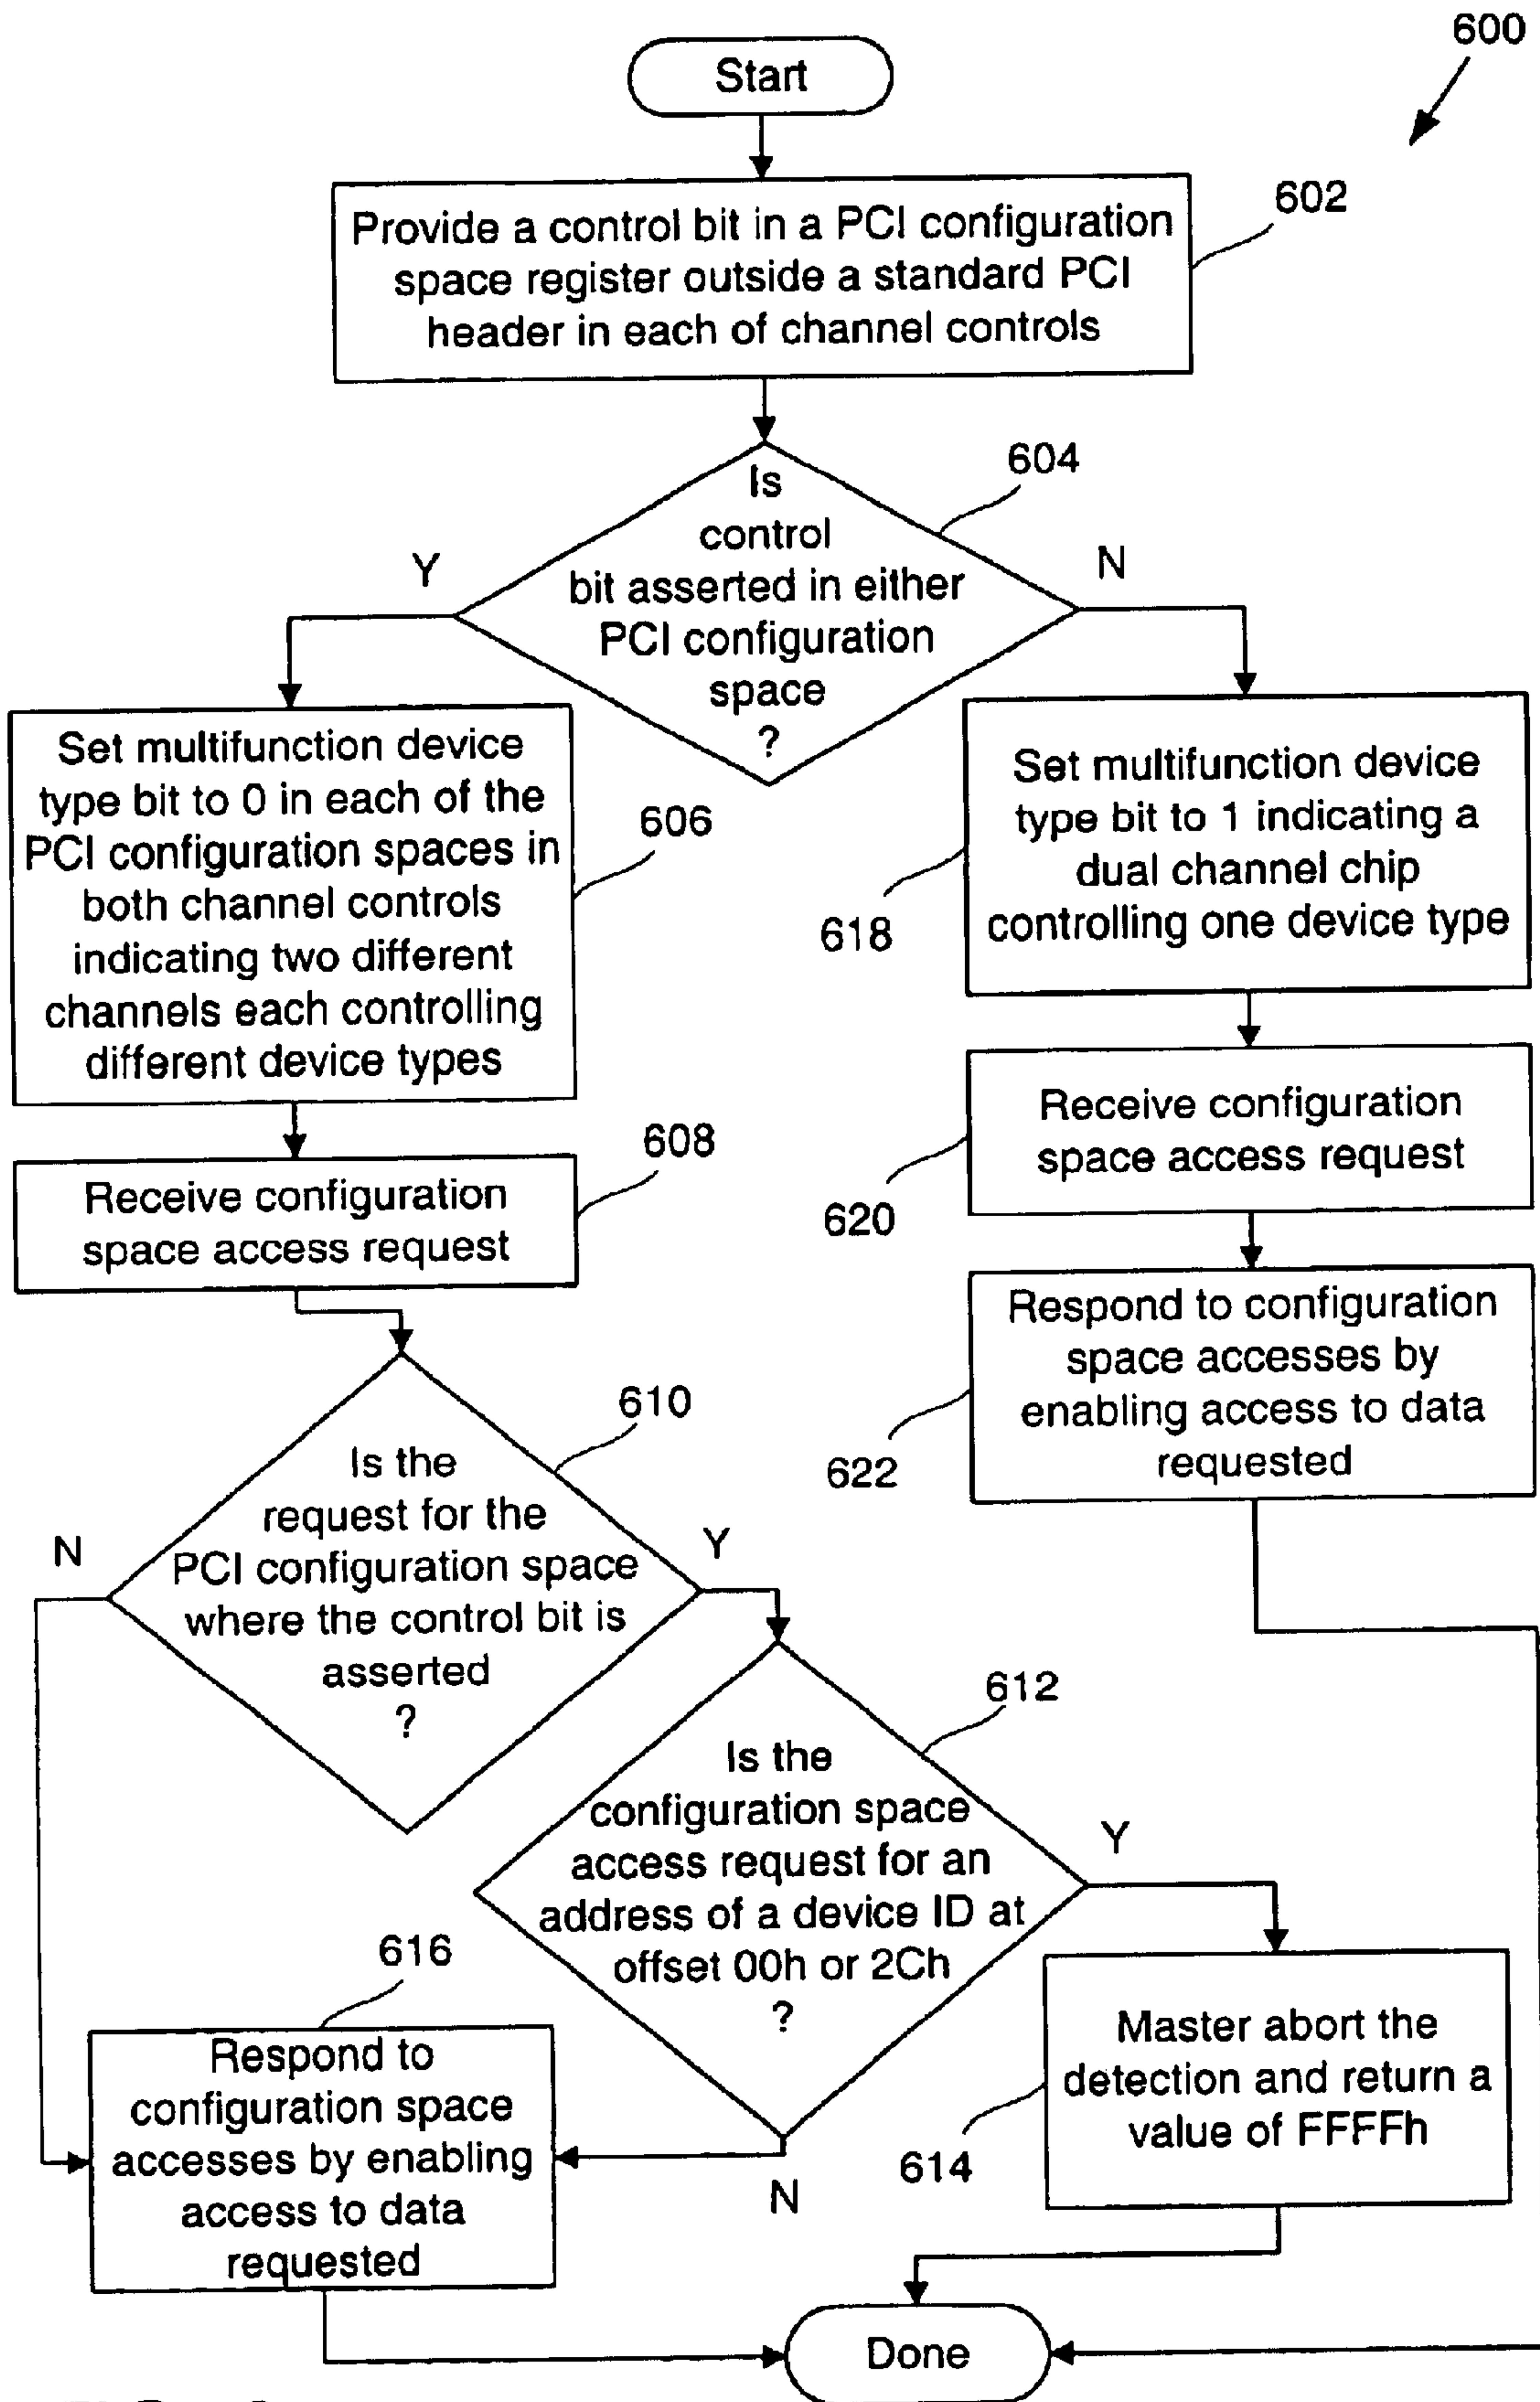 600
Start
602
Provide a control bit in a PCI configuration
space register outside a standard PCI
header in each of channel controls
604
Is
control
bit asserted in either
PCI configuration
space
?
Y
N
Set multifunction device
type bit to 0 in each of the
PCI configuration spaces in
both channel controls
indicating two different
channels each controlling
different device types
606
Set multifunction device
type bit to 1 indicating a
dual channel chip
controlling one device type
618
608
Receive configuration
space access request
Receive configuration
space access request
620
Respond to configuration
space accesses by
enabling access to data
requested
622
610
Is the
request for the
PCI configuration space
where the control bit is
asserted
?
N
Y
612
Is the
configuration space
access request for an
address of a device ID at
offset 00h or 2Ch
?
Y
N
616
Respond to
configuration space
accesses by enabling
access to data
requested
Master abort the
detection and return a
value of FFFFh
614
Done